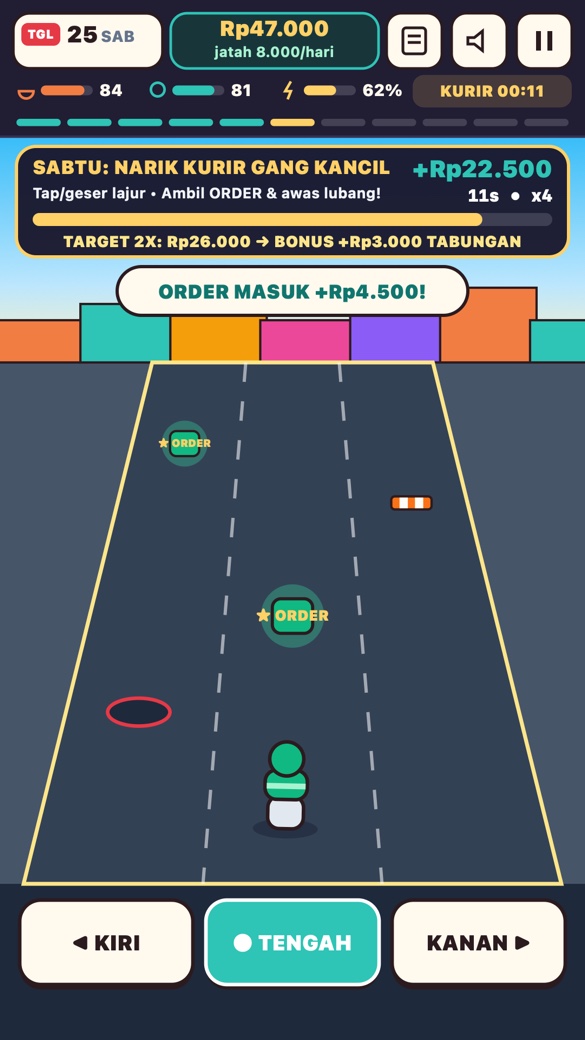 TGL 25 SAB
Rp47.000
jatah 8.000/hari
84
81
62%
KURIR 00:11
SABTU: NARIK KURIR GANG KANCIL
+Rp22.500
Tap/geser lajur • Ambil ORDER & awas lubang!
11s • x4
TARGET 2X: Rp26.000 → BONUS +Rp3.000 TABUNGAN
ORDER MASUK +Rp4.500!
★ ORDER
★ ORDER
◀ KIRI
● TENGAH
KANAN ▶